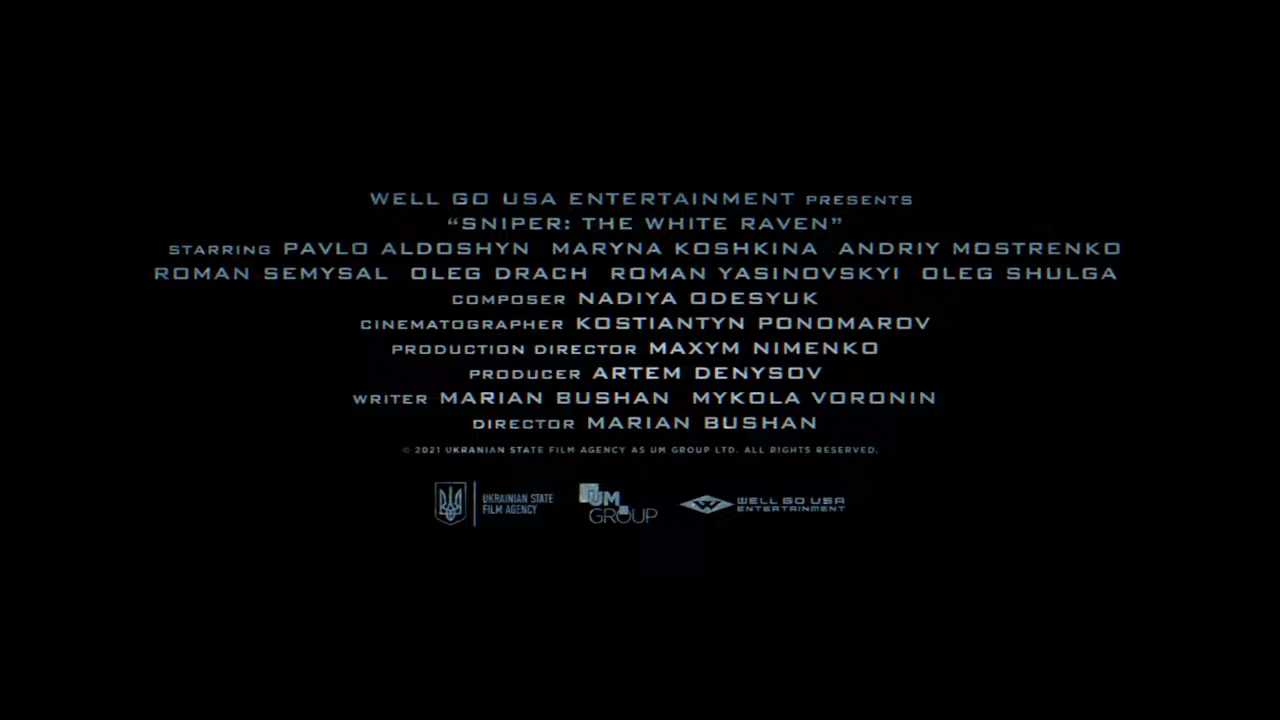 WELL GO USA ENTERTAINMENT PRESENTS
“SNIPER: THE WHITE RAVEN”
STARRING PAVLO ALDOSHYN MARYNA KOSHKINA ANDRIY MOSTRENKO
ROMAN SEMYSAL OLEG DRACH ROMAN YASINOVSKYI OLEG SHULGA
COMPOSER NADIYA ODESYUK
CINEMATOGRAPHER KOSTIANTYN PONOMAROV
PRODUCTION DIRECTOR MAXYM NIMENKO
PRODUCER ARTEM DENYSOV
WRITER MARIAN BUSHAN MYKOLA VORONIN
DIRECTOR MARIAN BUSHAN
© 2021 UKRANIAN STATE FILM AGENCY AS UM GROUP LTD. ALL RIGHTS RESERVED.
UKRAINIAN STATE
FILM AGENCY
UM
GROUP
WELL GO USA
ENTERTAINMENT